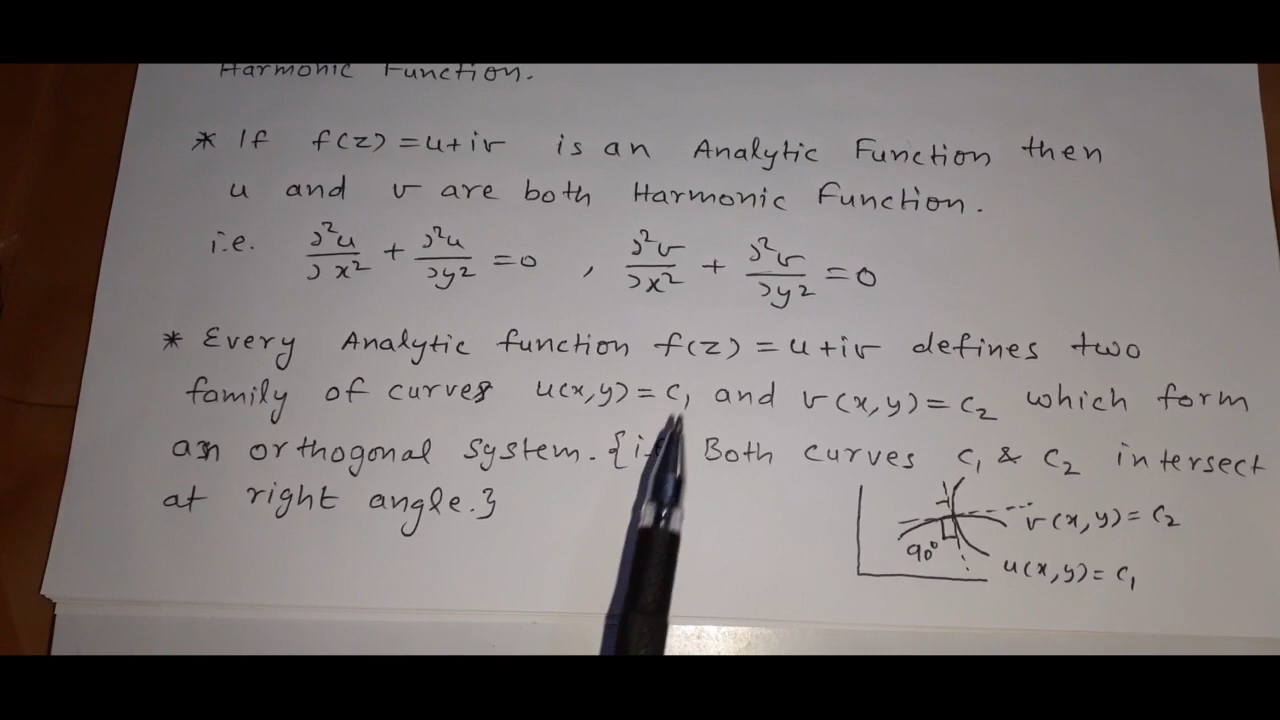 Harmonic Function.
* If f(z) = u+iv is an Analytic Function then
u and v are both Harmonic Function.
i.e. ∂²u/∂x² + ∂²u/∂y² = 0 , ∂²v/∂x² + ∂²v/∂y² = 0
* Every Analytic function f(z) = u+iv defines two
family of curves u(x,y) = c₁ and v(x,y) = c₂ which form
an orthogonal system. {i. Both curves c₁ & c₂ intersect
at right angle.}
v(x,y) = c₂
90°
u(x,y) = c₁